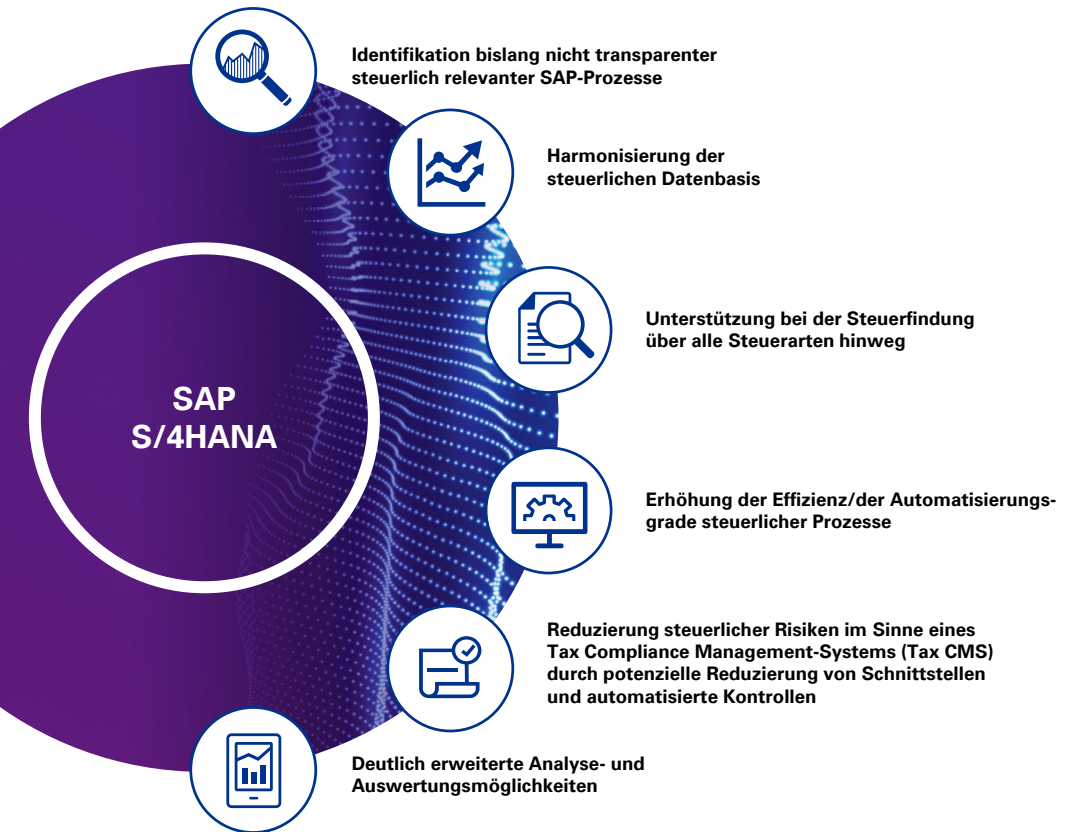 Identifikation bislang nicht transparenter
steuerlich relevanter SAP-Prozesse
Harmonisierung der
steuerlichen Datenbasis
Unterstützung bei der Steuerfindung
über alle Steuerarten hinweg
SAP
S/4HANA
Erhöhung der Effizienz/der Automatisierungs-
grade steuerlicher Prozesse
Reduzierung steuerlicher Risiken im Sinne eines
Tax Compliance Management-Systems (Tax CMS)
durch potenzielle Reduzierung von Schnittstellen
und automatisierte Kontrollen
Deutlich erweiterte Analyse- und
Auswertungsmöglichkeiten